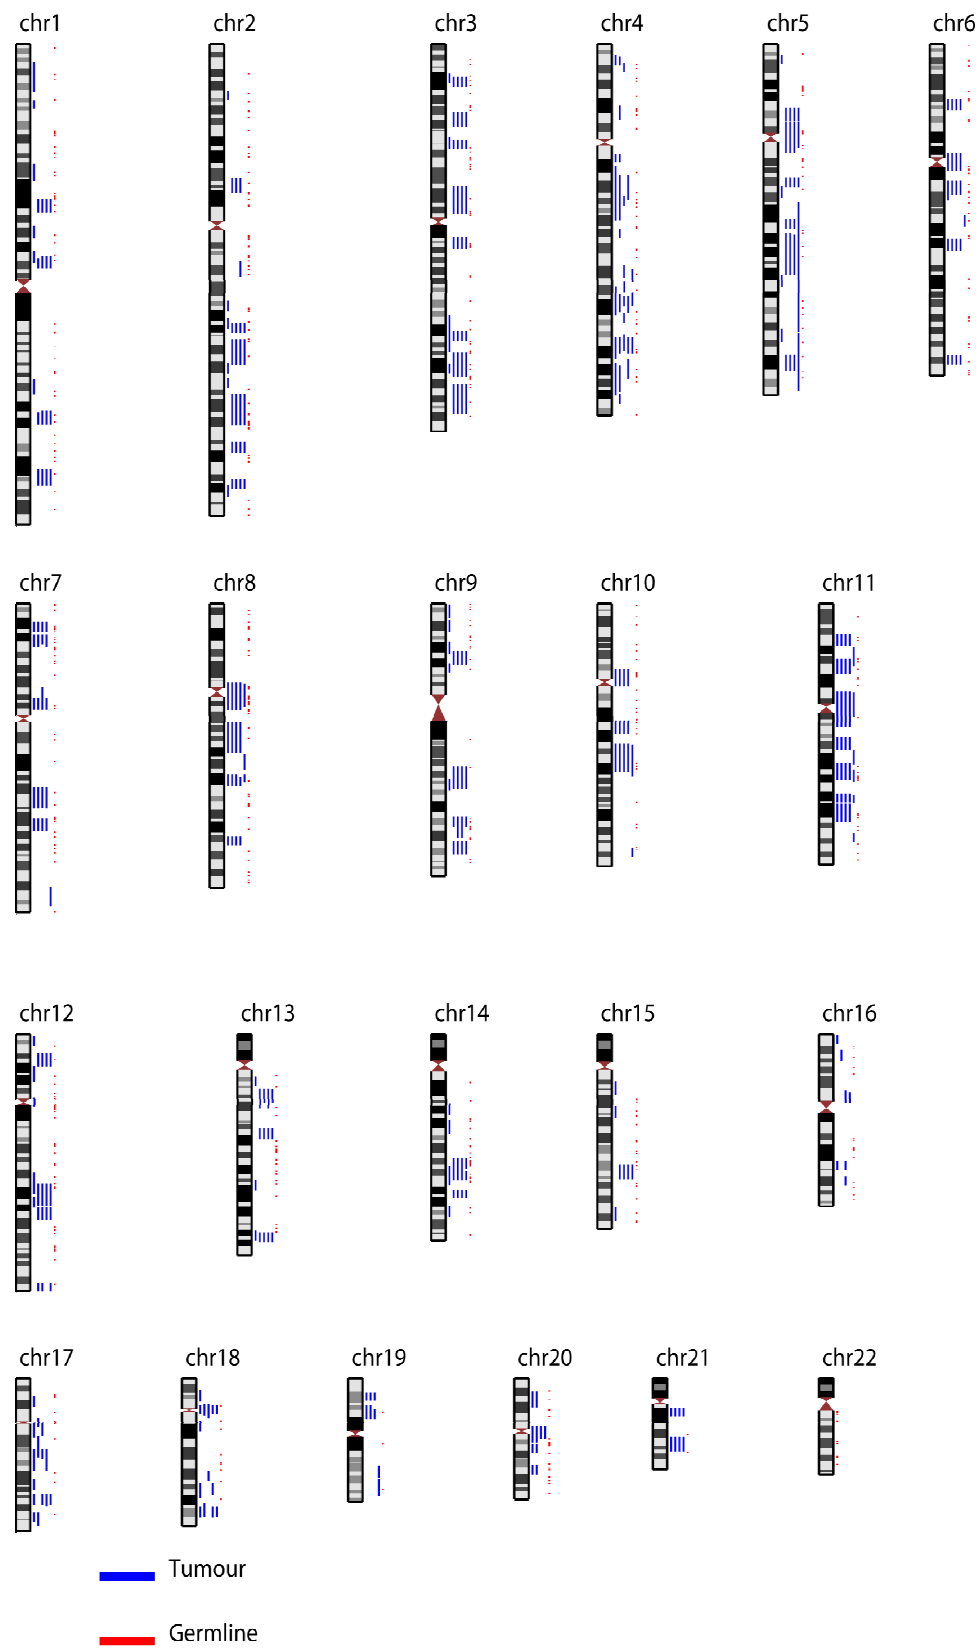 chr1 chr2 chr3 chr4 chr5 chr6
chr7 chr8 chr9 chr10 chr11
chr12 chr13 chr14 chr15 chr16
chr17 chr18 chr19 chr20 chr21 chr22
Tumour
Germline